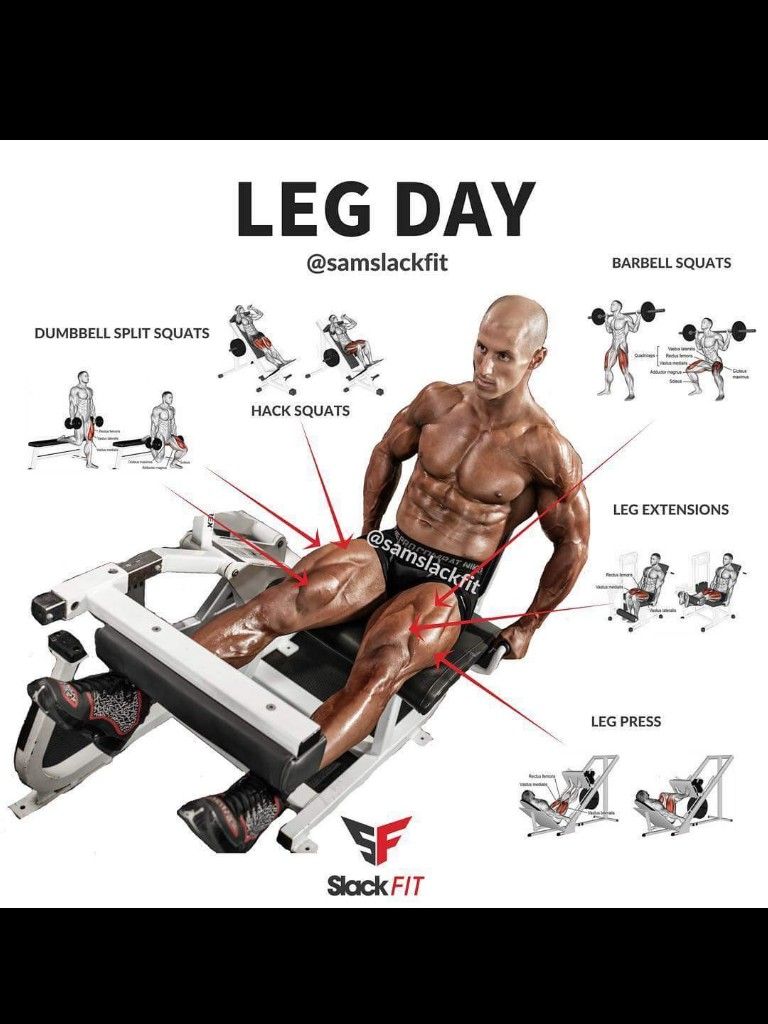 LEG DAY
@samslackfit
BARBELL SQUATS
DUMBBELL SPLIT SQUATS
HACK SQUATS
Quadriceps
Vastus lateralis
Rectus femoris
Vastus medialis
Adductor magnus
Soleus
Gluteus
maximus
Rectus femoris
Vastus lateralis
Vastus medialis
Gluteus maximus
Adductor magnus
LEG EXTENSIONS
Rectus femoris
Vastus medialis
Vastus lateralis
@samslackfit
LEG PRESS
Rectus femoris
Vastus medialis
Vastus lateralis
SF
Slack FIT